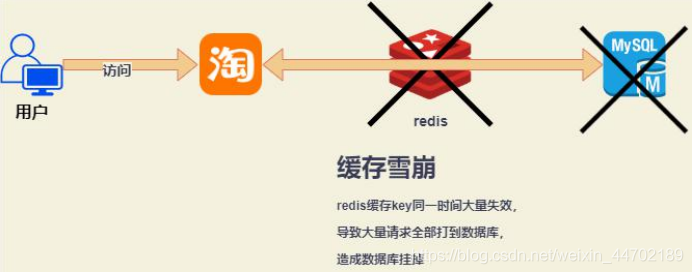 淘
MySQL
M
访问
用户
redis
缓存雪崩
redis缓存key同一时间大量失效，
导致大量请求全部打到数据库，
造成数据库挂掉
https://blog.csdn.net/weixin_44702189